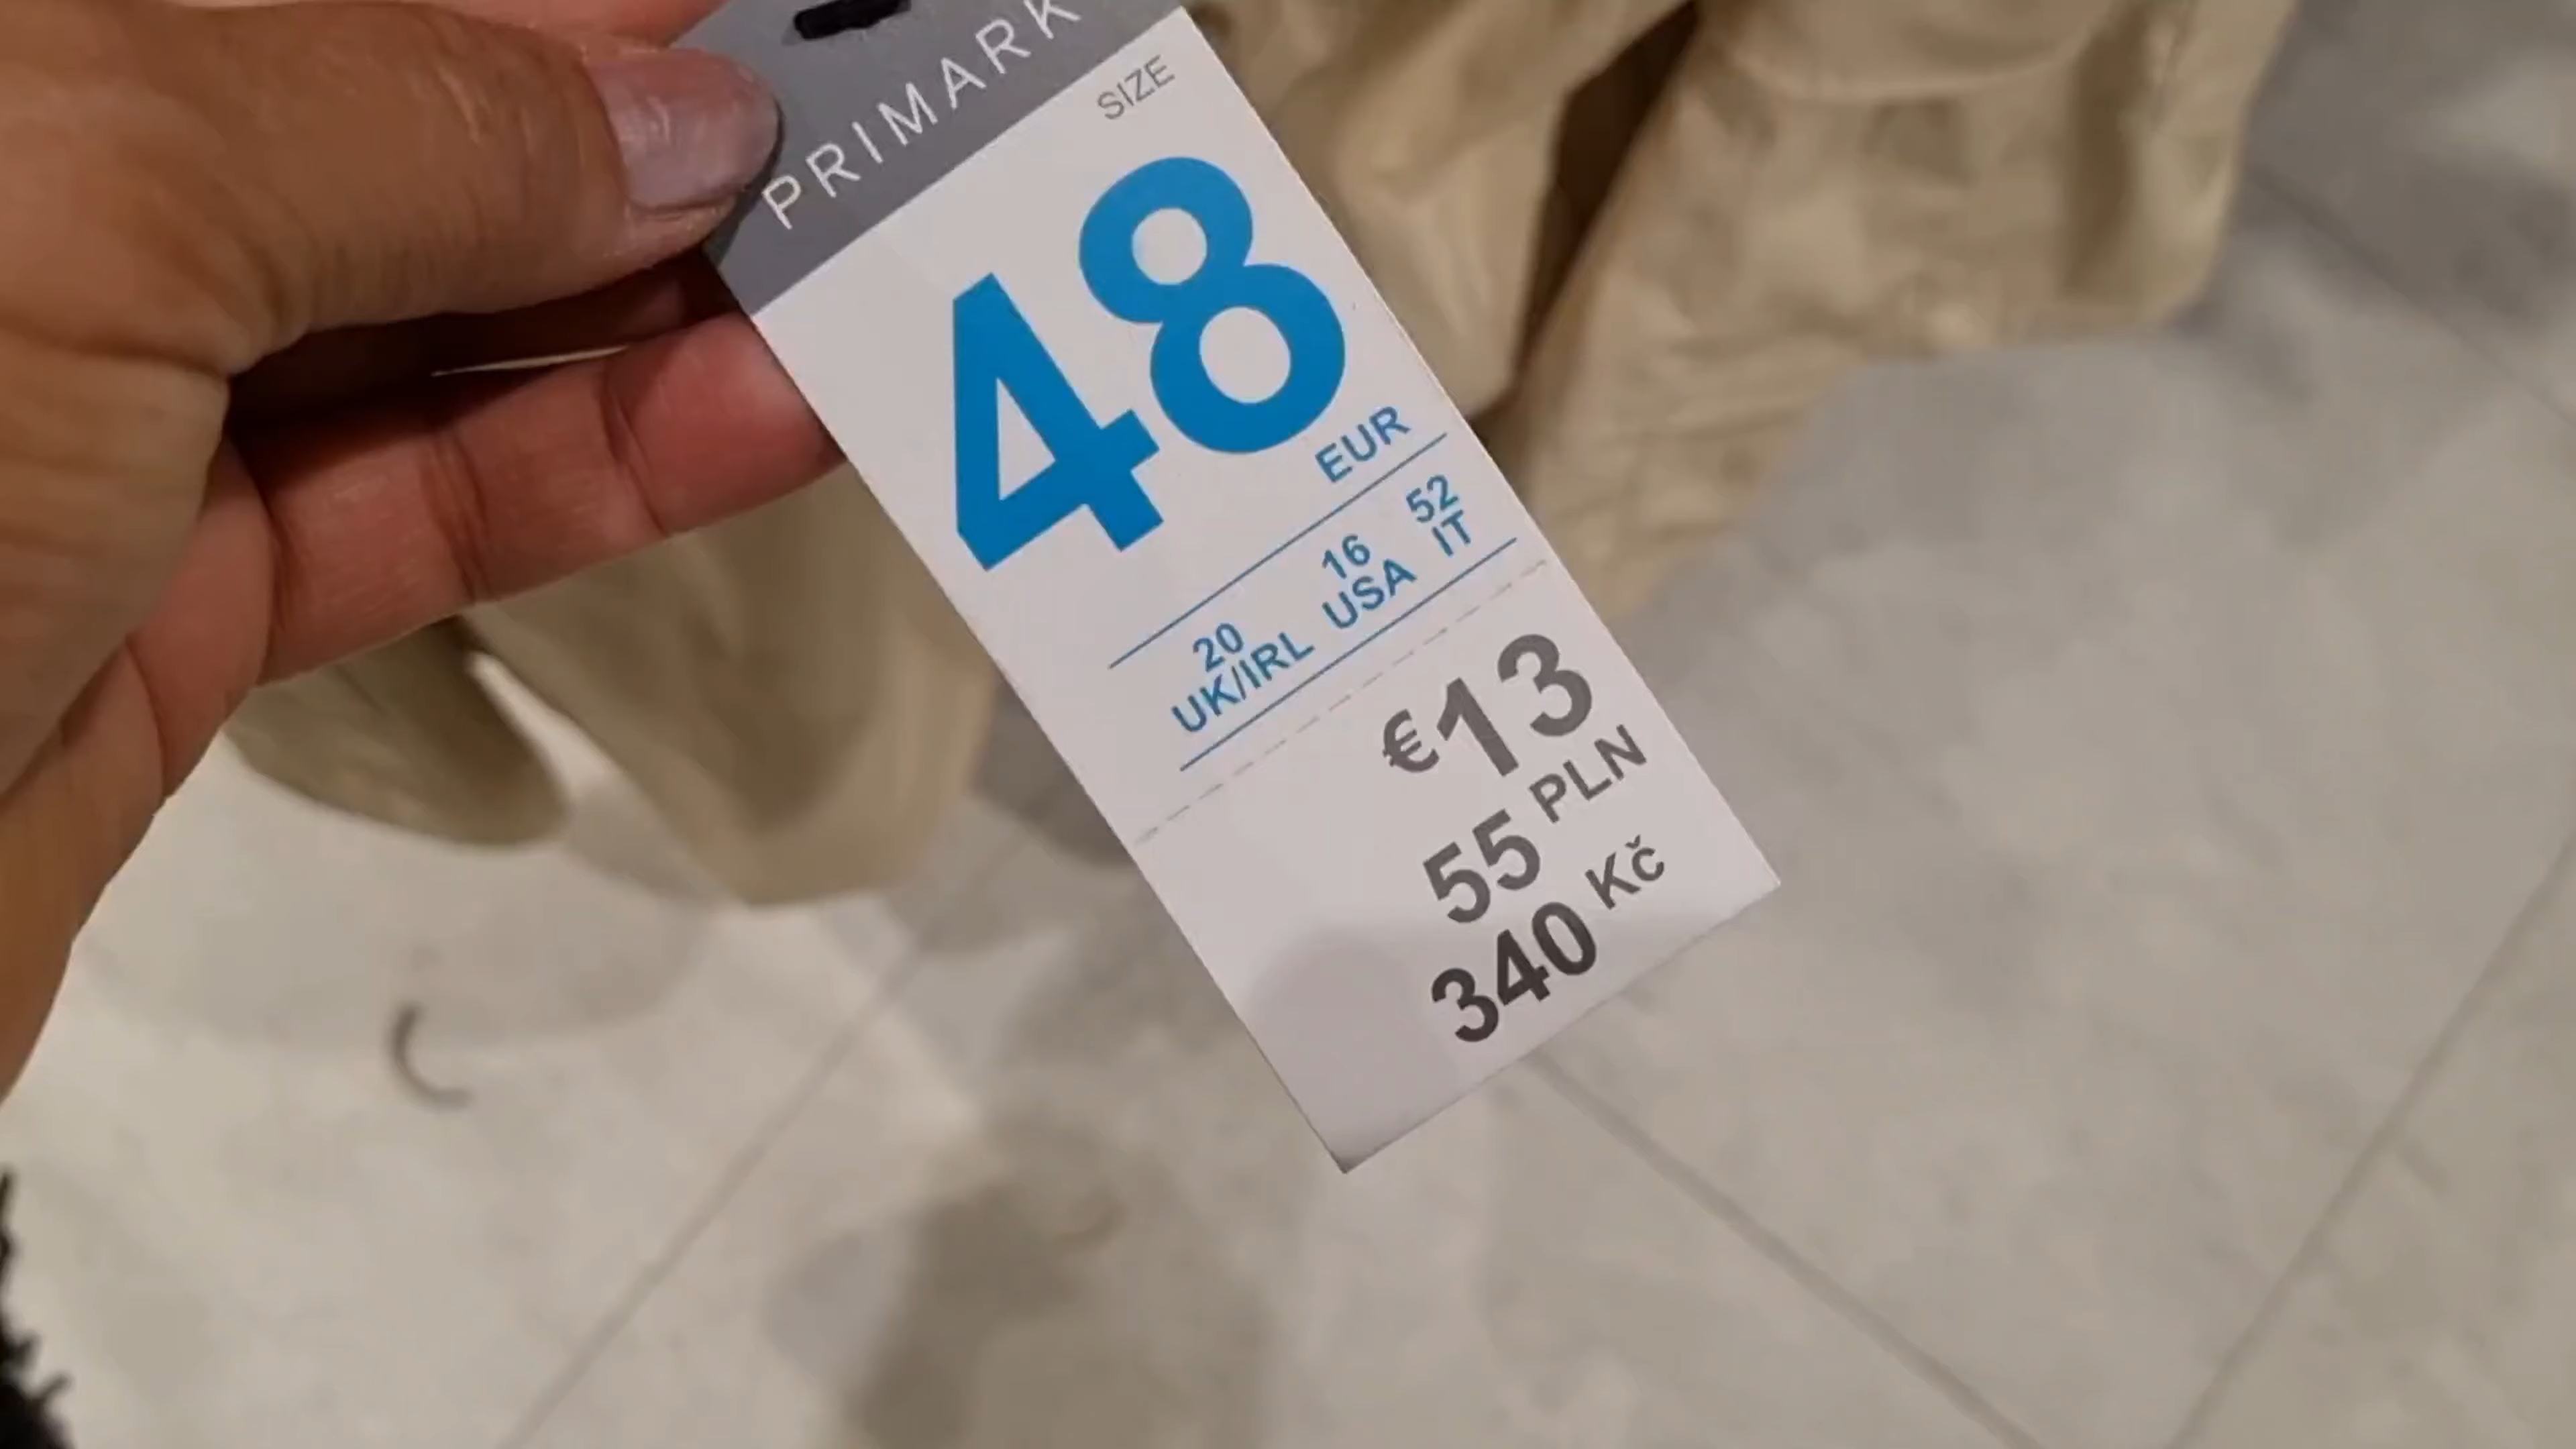 PRIMARK
SIZE
48
EUR
20 16 52
UK/IRL USA IT
€13
55 PLN
340 Kč